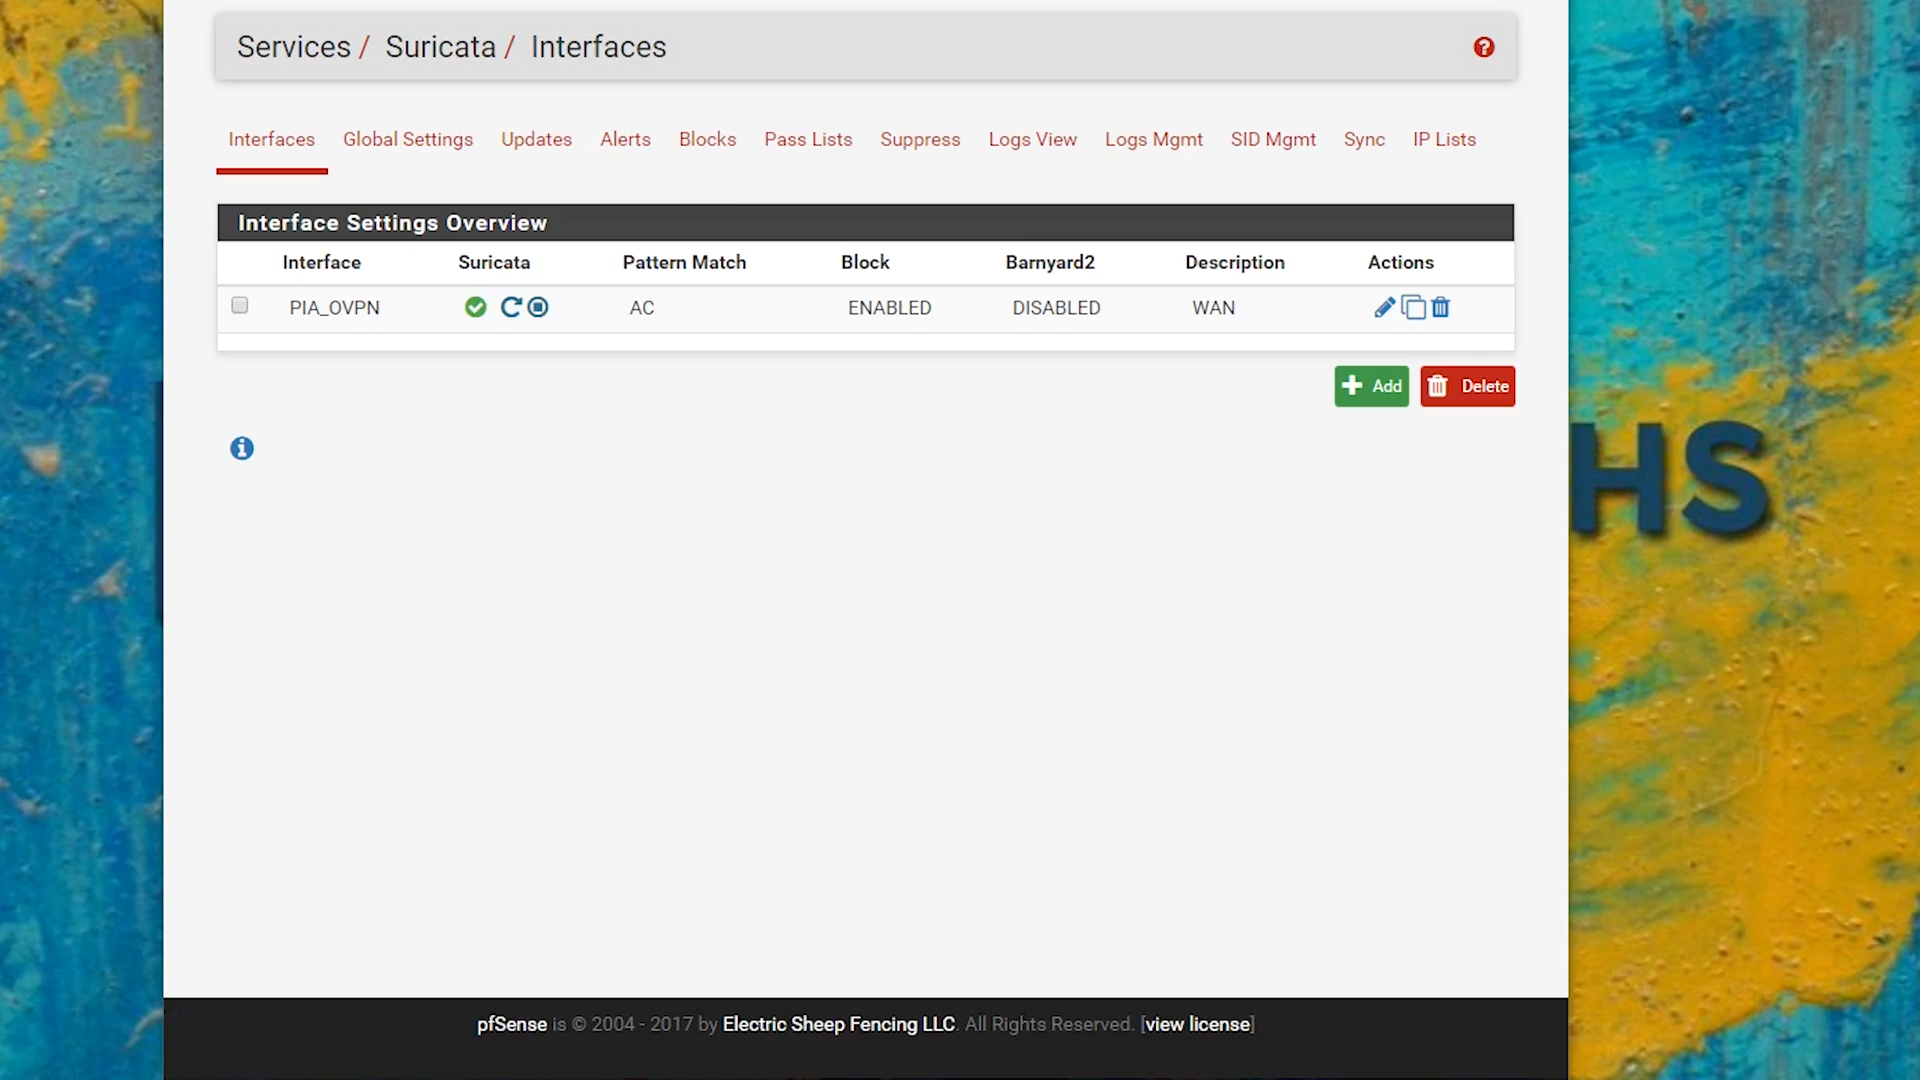 Services / Suricata / Interfaces
Interfaces Global Settings Updates Alerts Blocks Pass Lists Suppress Logs View Logs Mgmt SID Mgmt Sync IP Lists
Interface Settings Overview
Interface Suricata Pattern Match Block Barnyard2 Description Actions
PIA_OVPN AC ENABLED DISABLED WAN
Add Delete
HS
pfSense is © 2004 - 2017 by Electric Sheep Fencing LLC. All Rights Reserved. [view license]